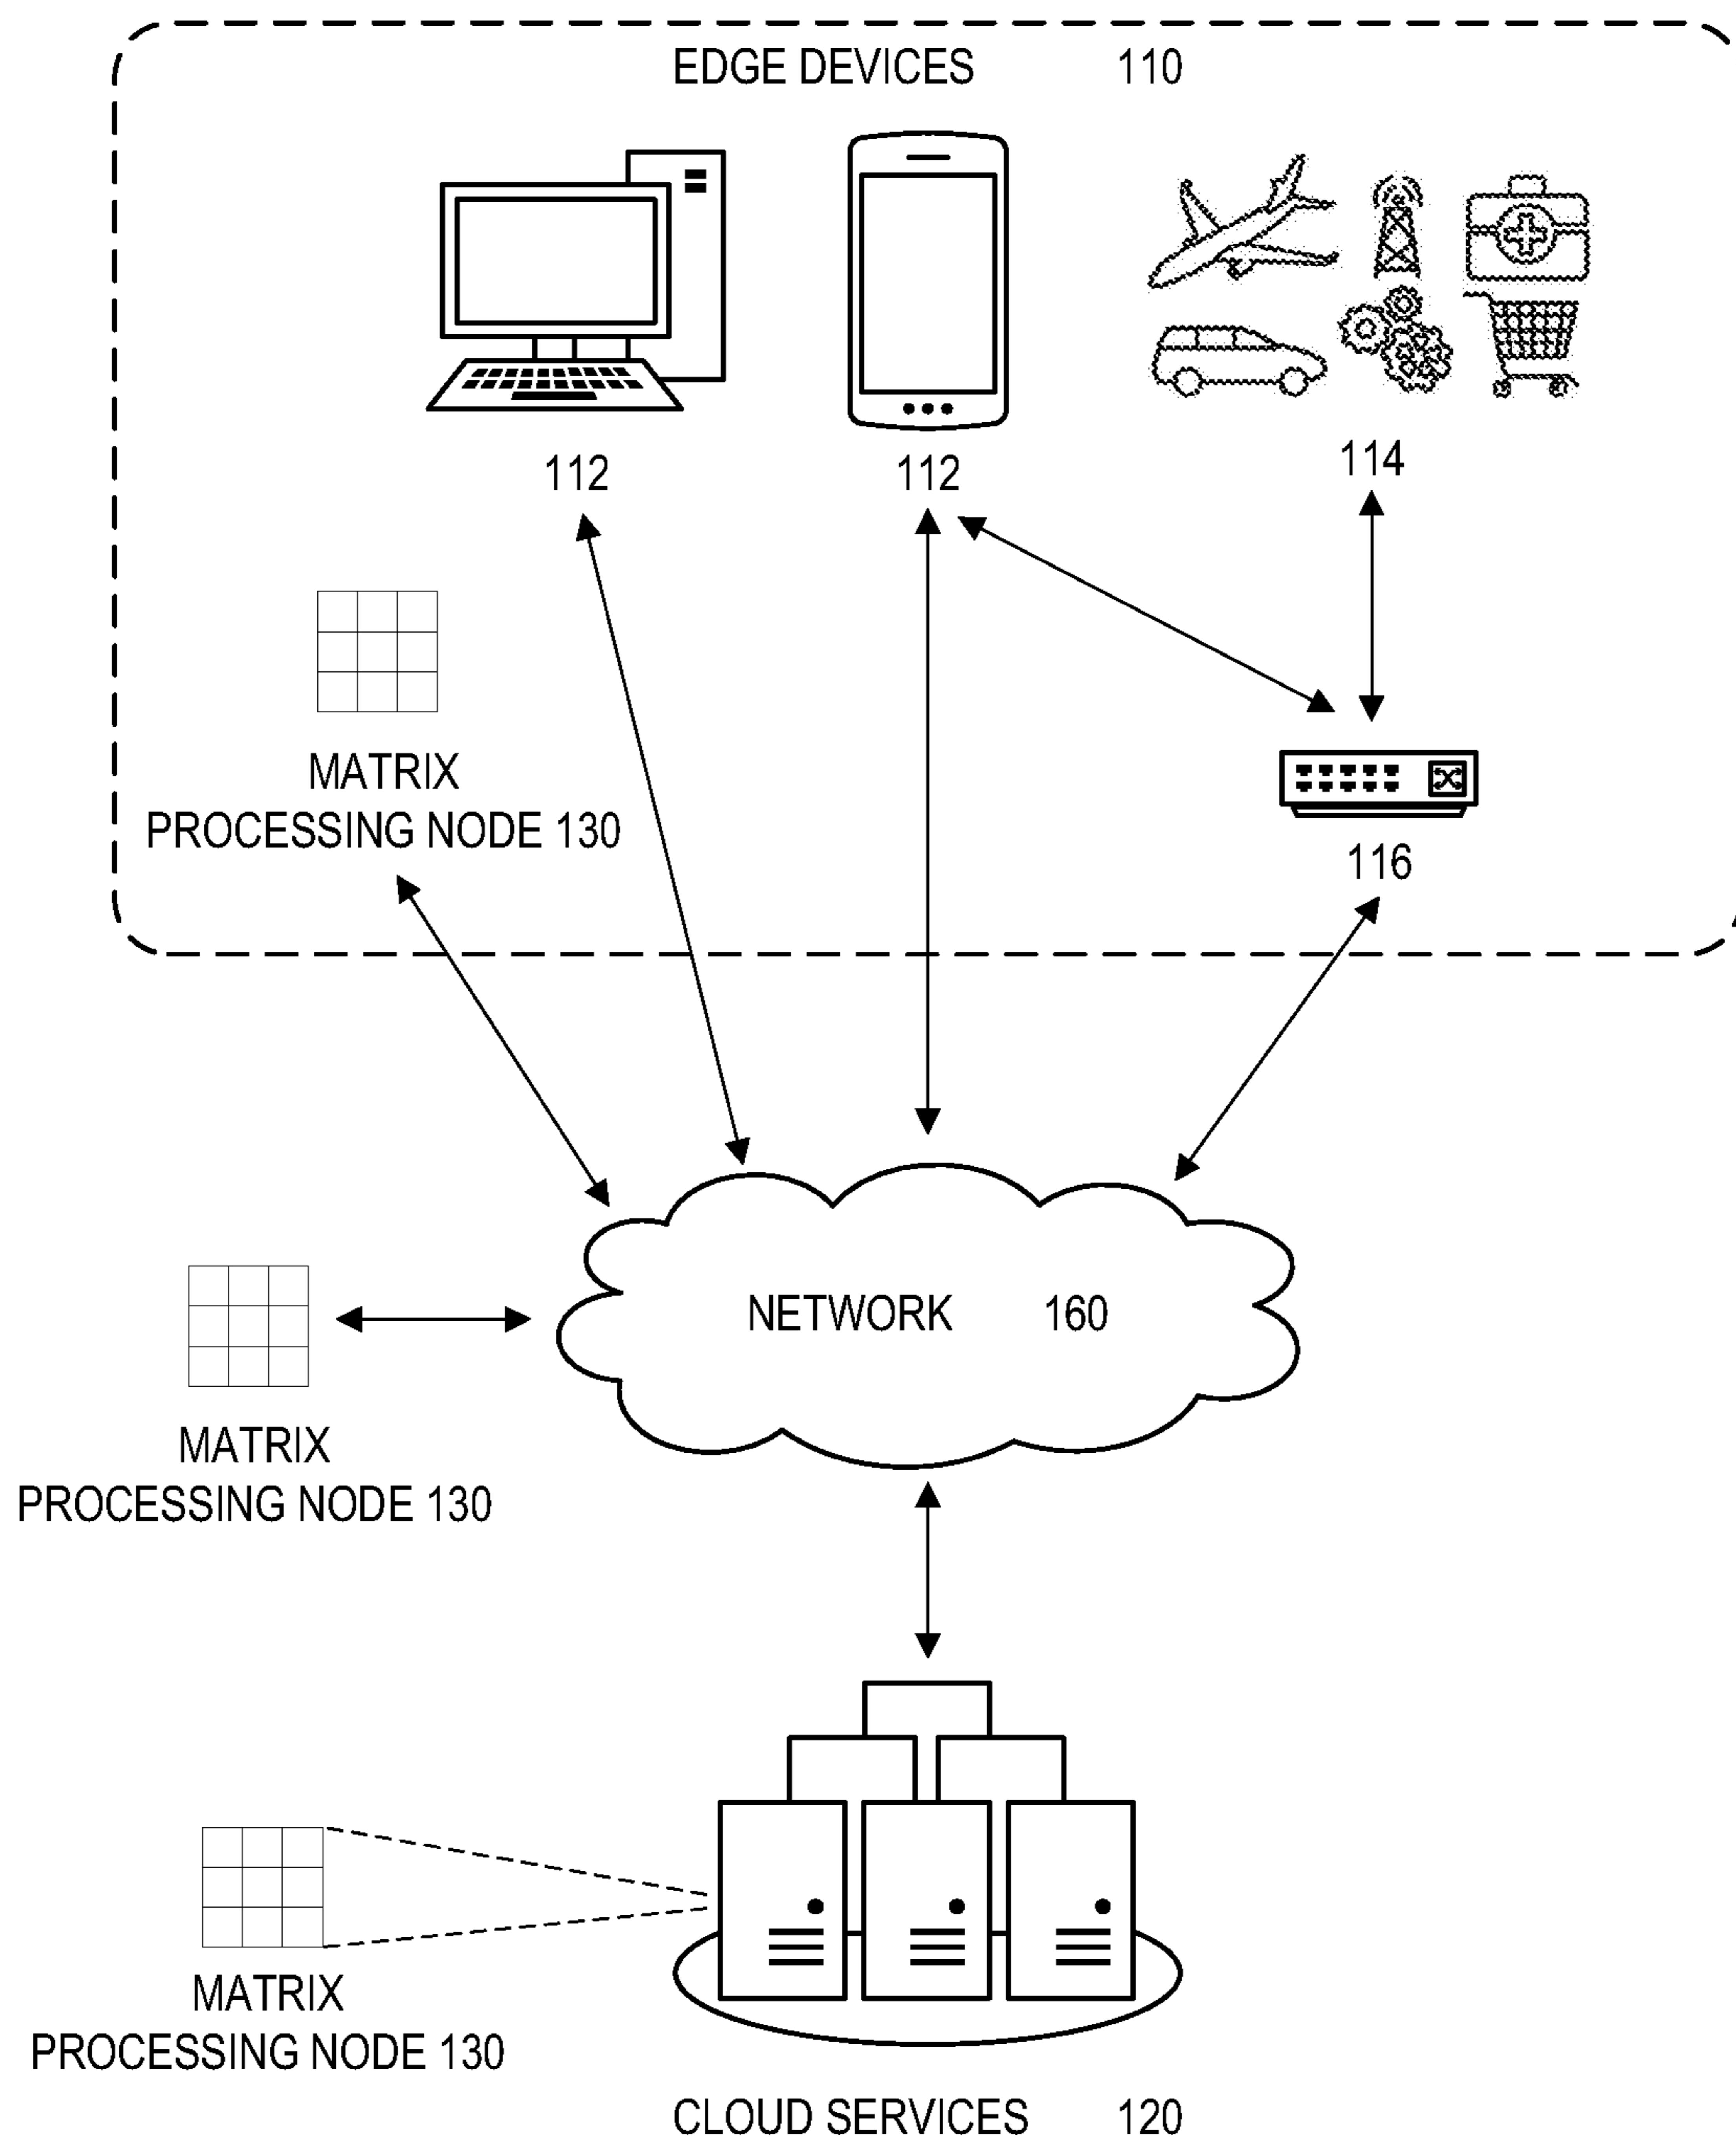 EDGE DEVICES 110
112
112
114
MATRIX
PROCESSING NODE 130
116
NETWORK 160
MATRIX
PROCESSING NODE 130
MATRIX
PROCESSING NODE 130
CLOUD SERVICES 120